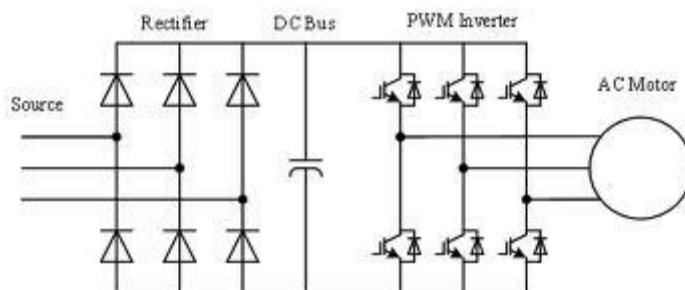 Rectifier
DC Bus
PWM Inverter
Source
AC Motor